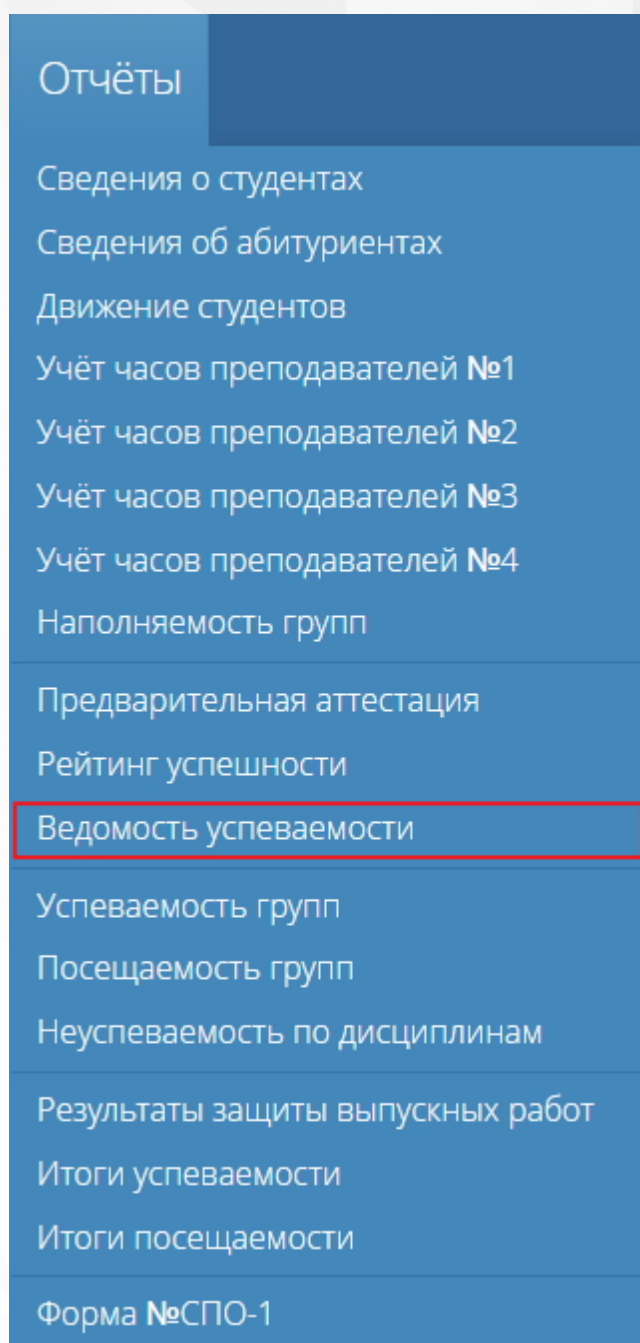 Отчёты
Сведения о студентах
Сведения об абитуриентах
Движение студентов
Учёт часов преподавателей №1
Учёт часов преподавателей №2
Учёт часов преподавателей №3
Учёт часов преподавателей №4
Наполняемость групп
Предварительная аттестация
Рейтинг успешности
Ведомость успеваемости
Успеваемость групп
Посещаемость групп
Неуспеваемость по дисциплинам
Результаты защиты выпускных работ
Итоги успеваемости
Итоги посещаемости
Форма №СПО-1